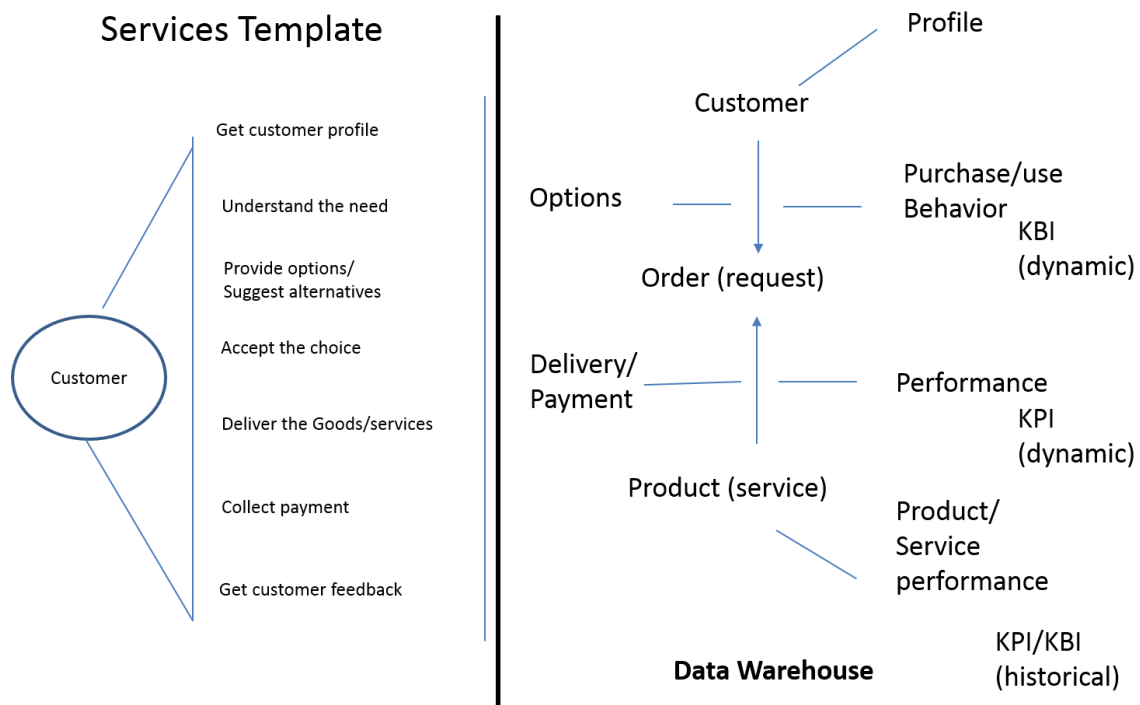 Services Template
Get customer profile
Understand the need
Provide options/
Suggest alternatives
Accept the choice
Customer
Deliver the Goods/services
Collect payment
Get customer feedback
Profile
Customer
Options
Purchase/use
Behavior
KBI
(dynamic)
Order (request)
Delivery/
Payment
Performance
KPI
(dynamic)
Product (service)
Product/
Service
performance
KPI/KBI
(historical)
Data Warehouse